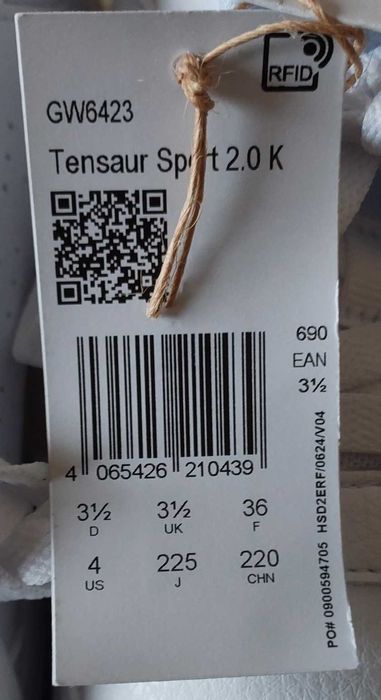 RFID
GW6423
Tensaur Sport 2.0 K
690
EAN
3½
4 065426 210439
3½ 3½ 36
D UK F
4 225 220
US J CHN
PO# 0900594705 HSD2ERF/0624/V04